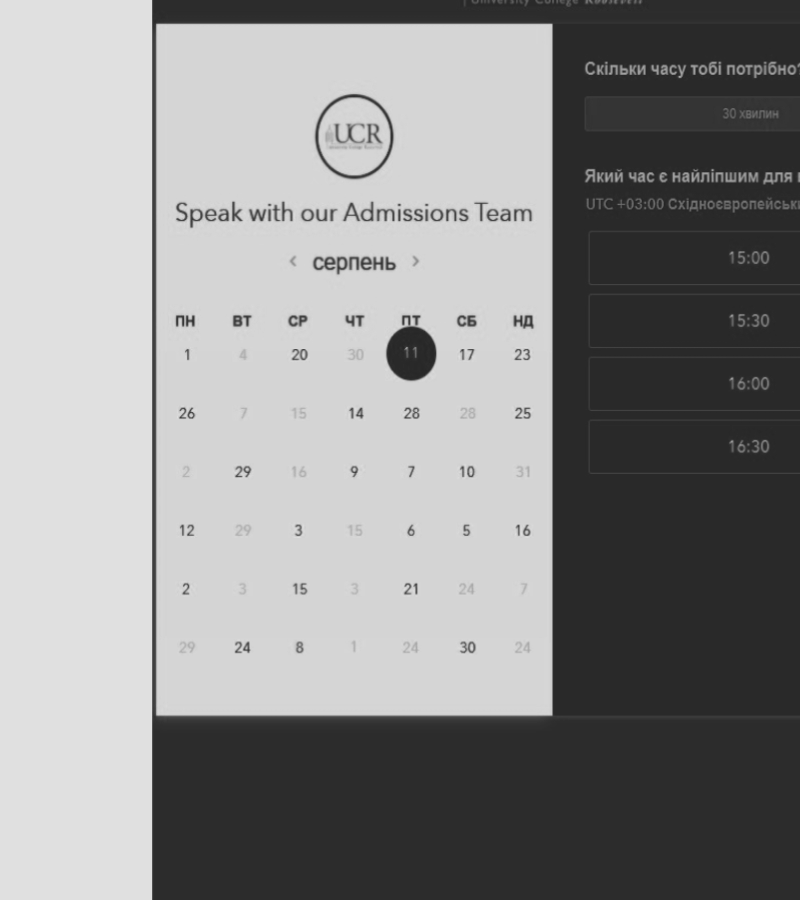 University College
UCR
Speak with our Admissions Team
‹ серпень ›
ПН ВТ СР ЧТ ПТ СБ НД
1 4 20 30 11 17 23
26 7 15 14 28 28 25
2 29 16 9 7 10 31
12 29 3 15 6 5 16
2 3 15 3 21 24 7
29 24 8 1 24 30 24
Скільки часу тобі потрібно?
30 хвилин
Який час є найліпшим для
UTC +03:00 Східноєвропейськи
15:00
15:30
16:00
16:30